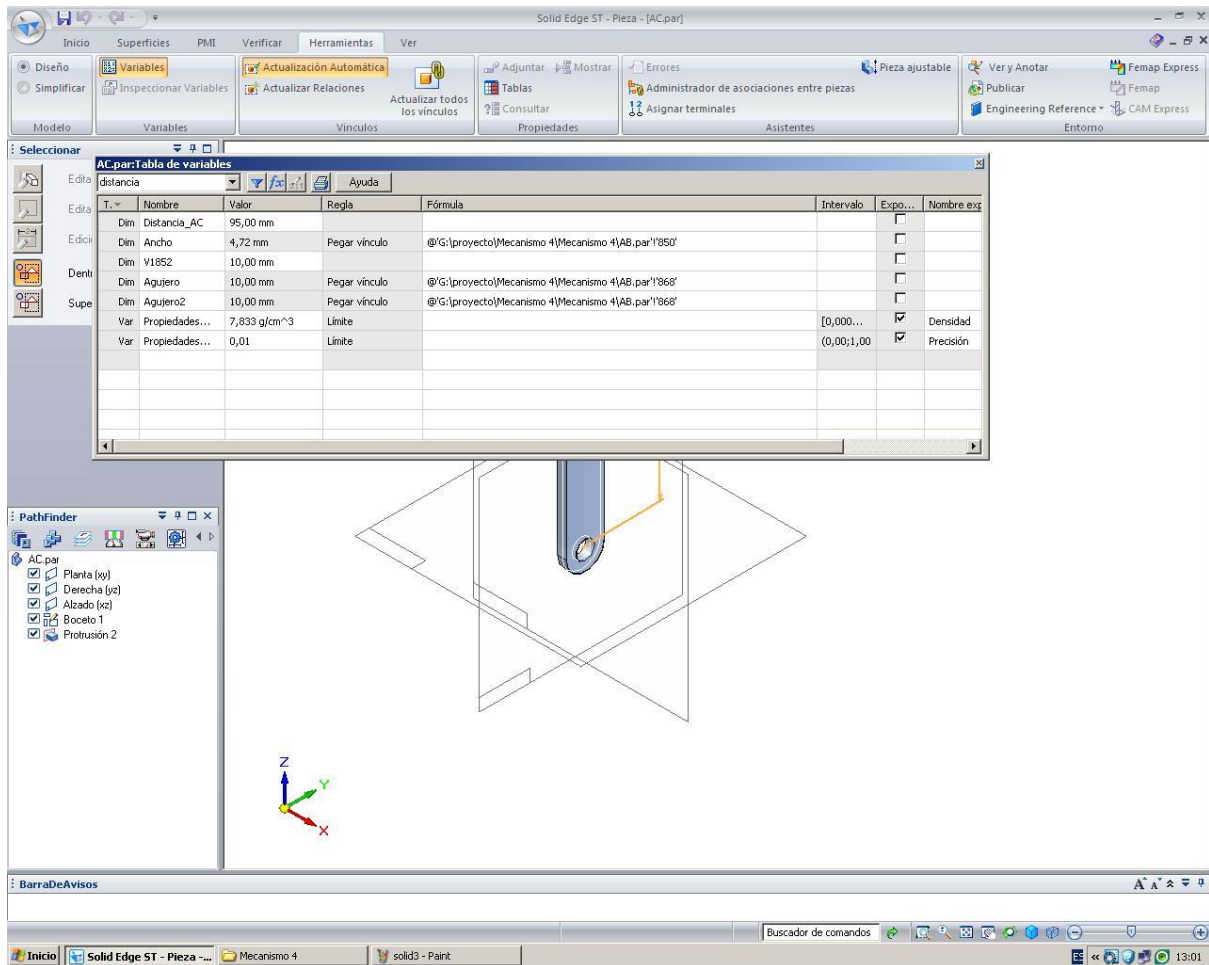 Solid Edge ST - Pieza - [AC.par]
Inicio Superficies PMI Verificar Herramientas Ver
Diseño Variables Actualización Automática Adjuntar Mostrar Errores Pieza ajustable Ver y Anotar Femap Express
Simplificar Inspeccionar Variables Actualizar Relaciones Actualizar todos los vínculos Tablas Administrador de asociaciones entre piezas Publicar Femap
Consultar Asignar terminales Engineering Reference CAM Express
Modelo Variables Vinculos Propiedades Asistentes Entorno
Seleccionar
AC.par:Tabla de variables
distancia Ayuda
T. Nombre Valor Regla Fórmula Intervalo Expo... Nombre exp
Dim Distancia_AC 95,00 mm
Dim Ancho 4,72 mm Pegar vínculo @'G:\proyecto\Mecanismo 4\Mecanismo 4\AB.par'!'850'
Dim V1852 10,00 mm
Dim Agujero 10,00 mm Pegar vínculo @'G:\proyecto\Mecanismo 4\Mecanismo 4\AB.par'!'868'
Dim Agujero2 10,00 mm Pegar vínculo @'G:\proyecto\Mecanismo 4\Mecanismo 4\AB.par'!'868'
Var Propiedades... 7,833 g/cm^3 Límite [0,000... Densidad
Var Propiedades... 0,01 Límite (0,00;1,00 Precisión
Edita
Edita
Edici
Dent
Supe
PathFinder
AC.par
Planta (xy)
Derecha (yz)
Alzado (xz)
Boceto 1
Protrusión 2
Z
Y
X
BarraDeAvisos
Buscador de comandos
Inicio Solid Edge ST - Pieza -... Mecanismo 4 solid3 - Paint ES 13:01